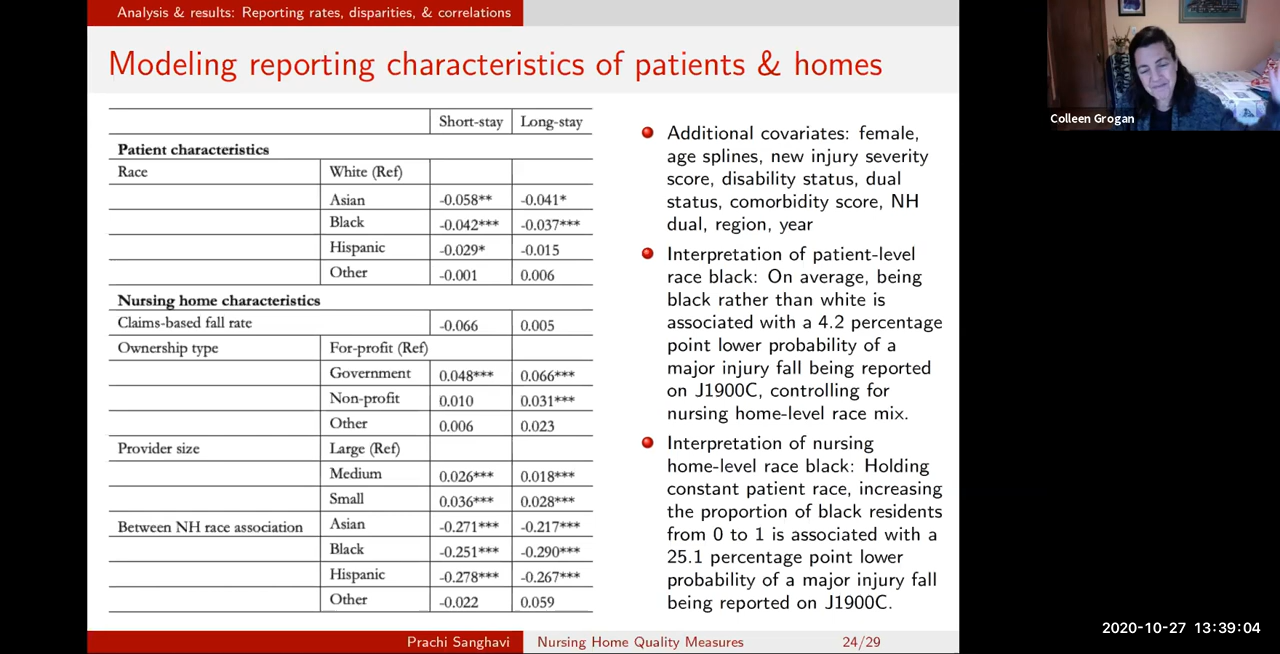 Analysis & results: Reporting rates, disparities, & correlations
Modeling reporting characteristics of patients & homes
Short-stay Long-stay
Patient characteristics
Race White (Ref)
Asian -0.058** -0.041*
Black -0.042*** -0.037***
Hispanic -0.029* -0.015
Other -0.001 0.006
Nursing home characteristics
Claims-based fall rate -0.066 0.005
Ownership type For-profit (Ref)
Government 0.048*** 0.066***
Non-profit 0.010 0.031***
Other 0.006 0.023
Provider size Large (Ref)
Medium 0.026*** 0.018***
Small 0.036*** 0.028***
Between NH race association Asian -0.271*** -0.217***
Black -0.251*** -0.290***
Hispanic -0.278*** -0.267***
Other -0.022 0.059
Additional covariates: female,
age splines, new injury severity
score, disability status, dual
status, comorbidity score, NH
dual, region, year
Interpretation of patient-level
race black: On average, being
black rather than white is
associated with a 4.2 percentage
point lower probability of a
major injury fall being reported
on J1900C, controlling for
nursing home-level race mix.
Interpretation of nursing
home-level race black: Holding
constant patient race, increasing
the proportion of black residents
from 0 to 1 is associated with a
25.1 percentage point lower
probability of a major injury fall
being reported on J1900C.
Prachi Sanghavi Nursing Home Quality Measures 24/29
Colleen Grogan
2020-10-27 13:39:04